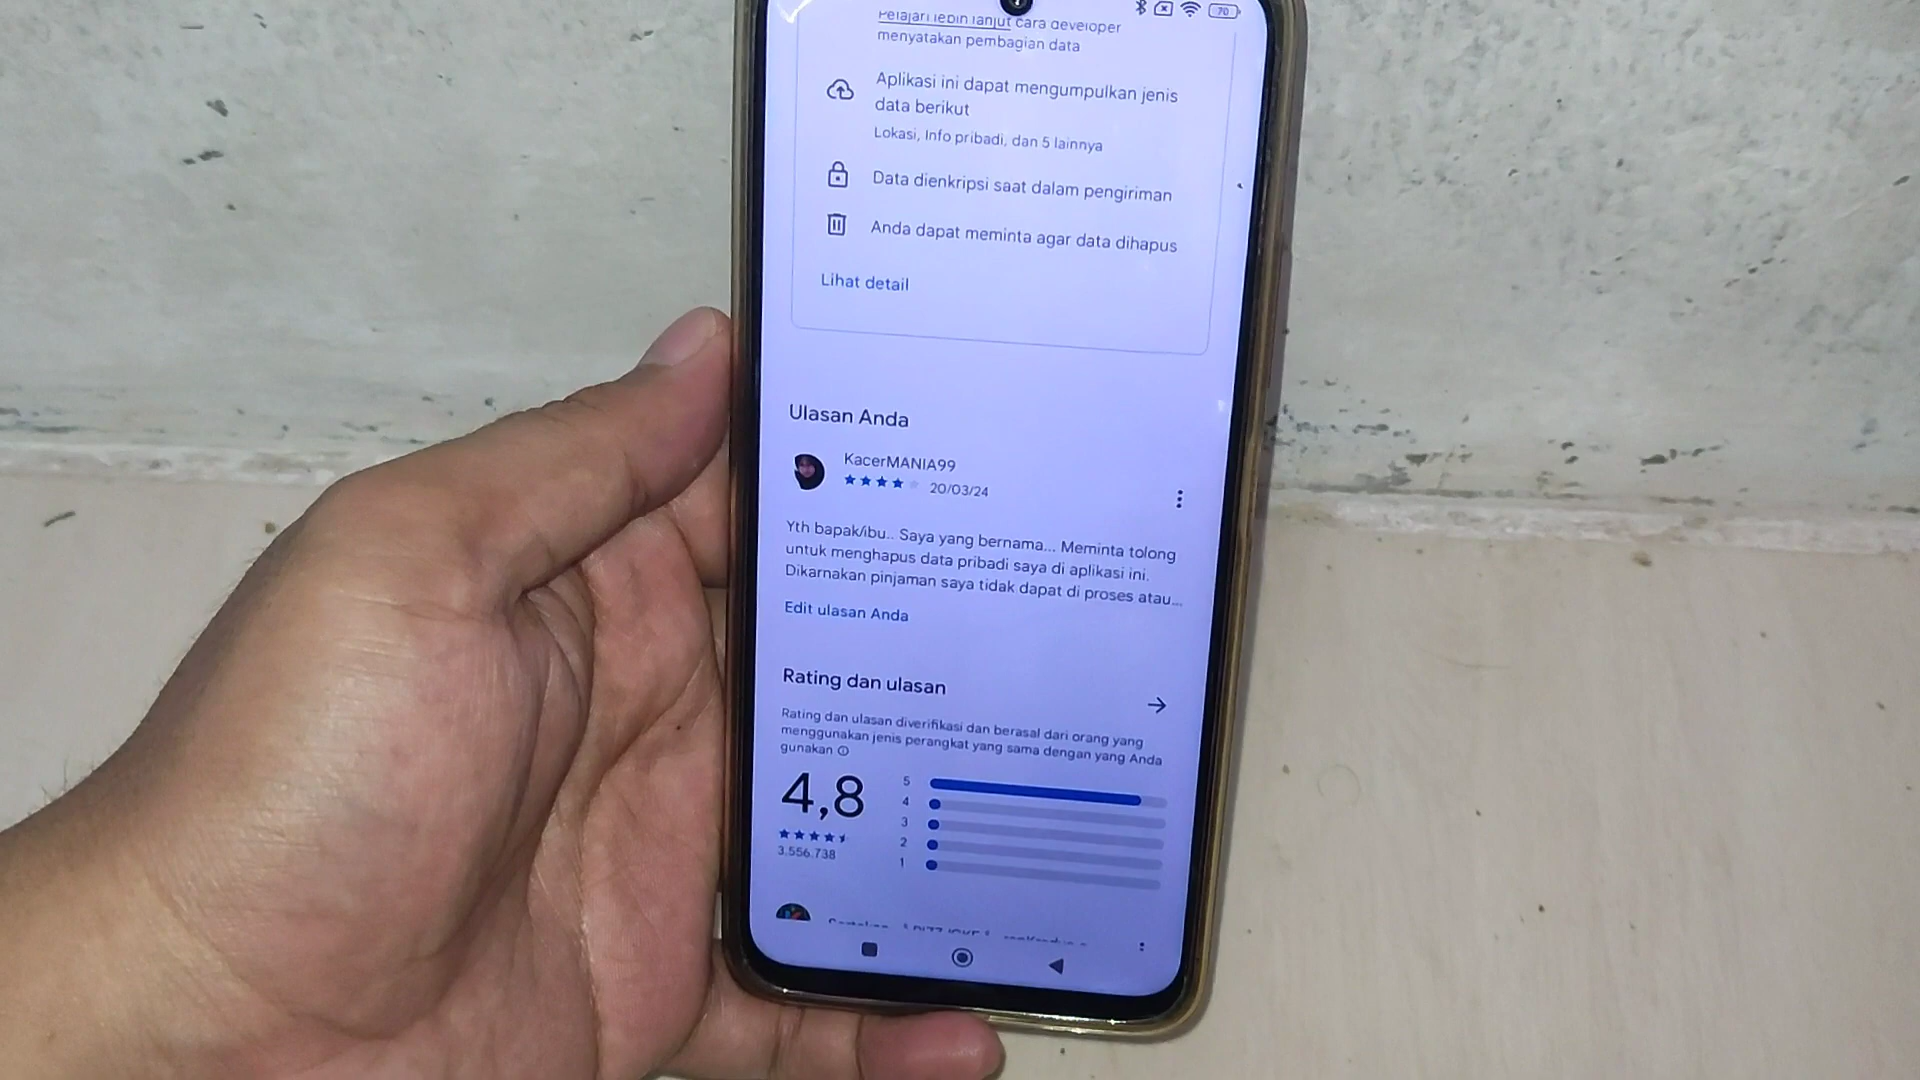 70
Pelajari lebih lanjut cara developer
menyatakan pembagian data
Aplikasi ini dapat mengumpulkan jenis
data berikut
Lokasi, Info pribadi, dan 5 lainnya
Data dienkripsi saat dalam pengiriman
Anda dapat meminta agar data dihapus
Lihat detail
Ulasan Anda
KacerMANIA99
20/03/24
Yth bapak/ibu.. Saya yang bernama... Meminta tolong
untuk menghapus data pribadi saya di aplikasi ini.
Dikarnakan pinjaman saya tidak dapat di proses atau...
Edit ulasan Anda
Rating dan ulasan
Rating dan ulasan diverifikasi dan berasal dari orang yang
menggunakan jenis perangkat yang sama dengan yang Anda
gunakan
4,8
3.556.738
5
4
3
2
1